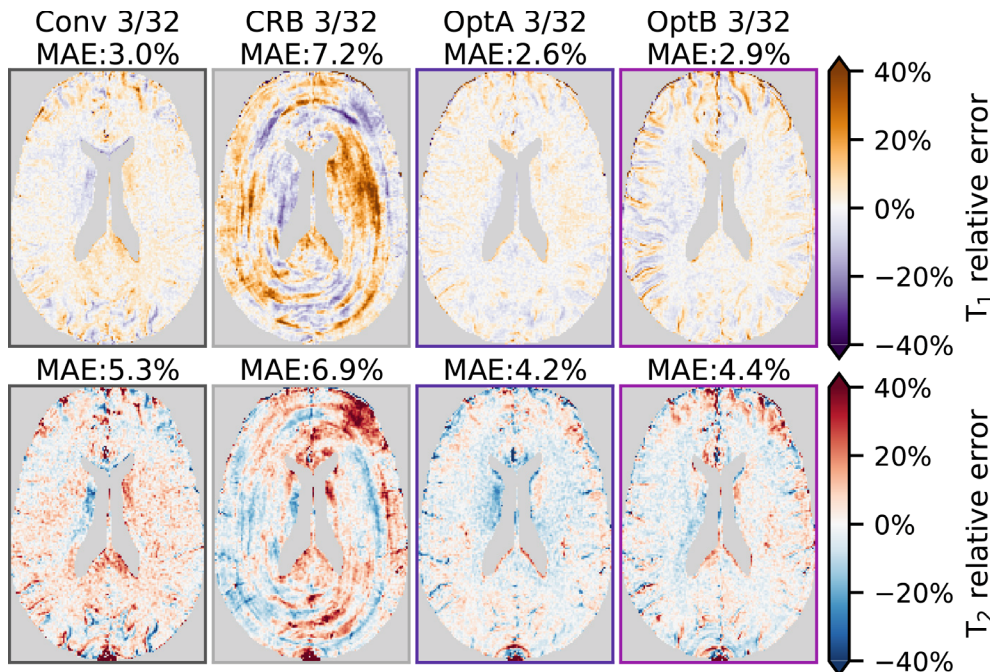 Conv 3/32
MAE:3.0%
CRB 3/32
MAE:7.2%
OptA 3/32
MAE:2.6%
OptB 3/32
MAE:2.9%
40%
20%
0%
−20%
−40%
T₁ relative error
MAE:5.3%
MAE:6.9%
MAE:4.2%
MAE:4.4%
40%
20%
0%
−20%
−40%
T₂ relative error